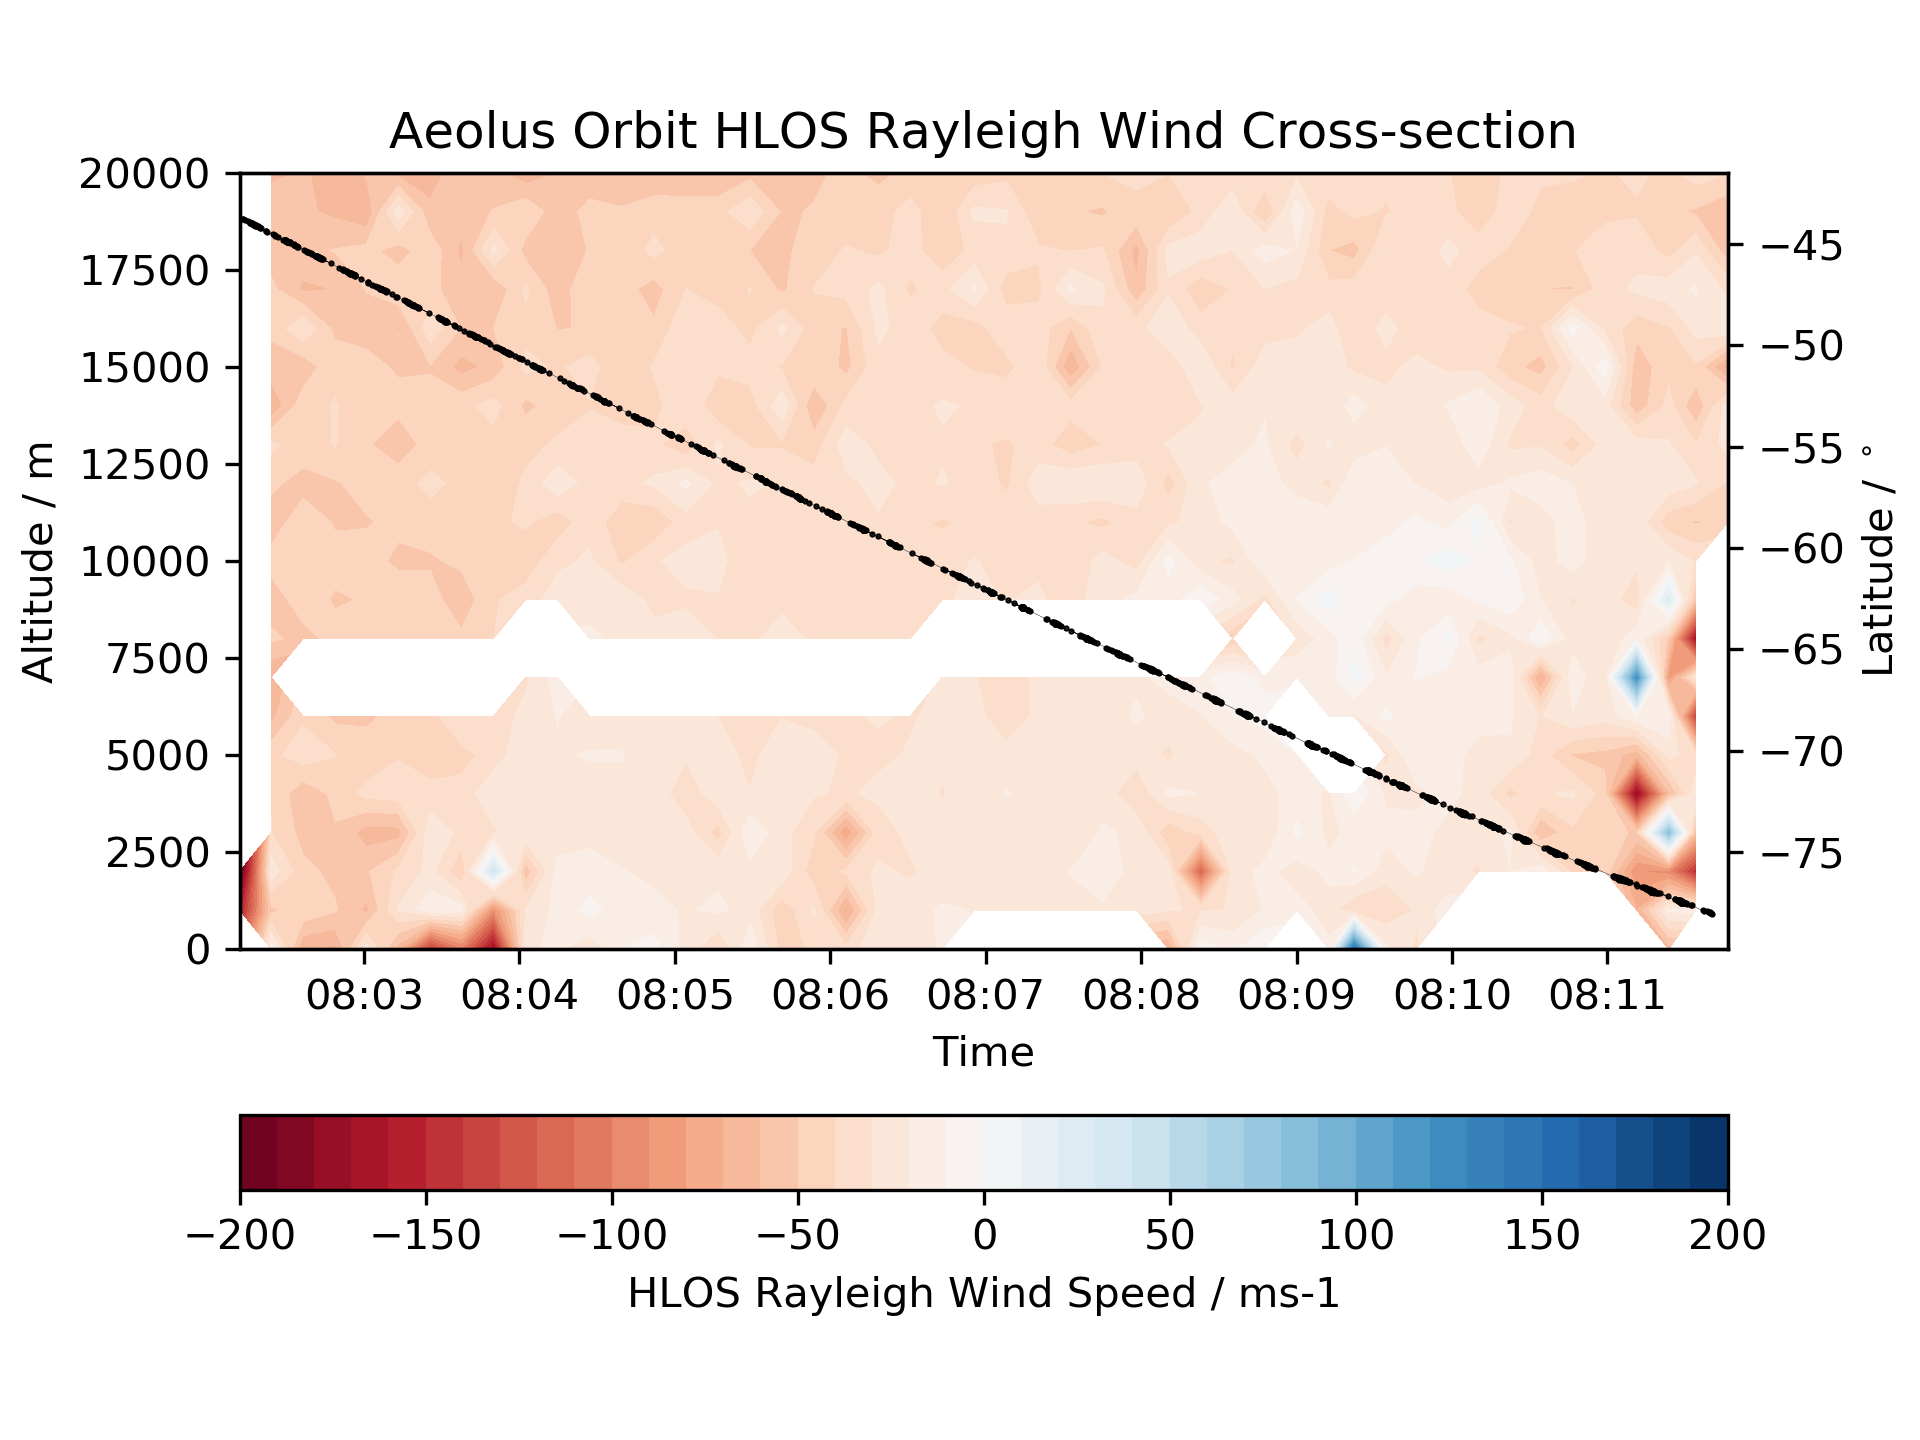 Aeolus Orbit HLOS Rayleigh Wind Cross-section
20000
17500
15000
12500
10000
7500
5000
2500
0
Altitude / m
−45
−50
−55
−60
−65
−70
−75
Latitude / °
08:03 08:04 08:05 08:06 08:07 08:08 08:09 08:10 08:11
Time
−200 −150 −100 −50 0 50 100 150 200
HLOS Rayleigh Wind Speed / ms-1